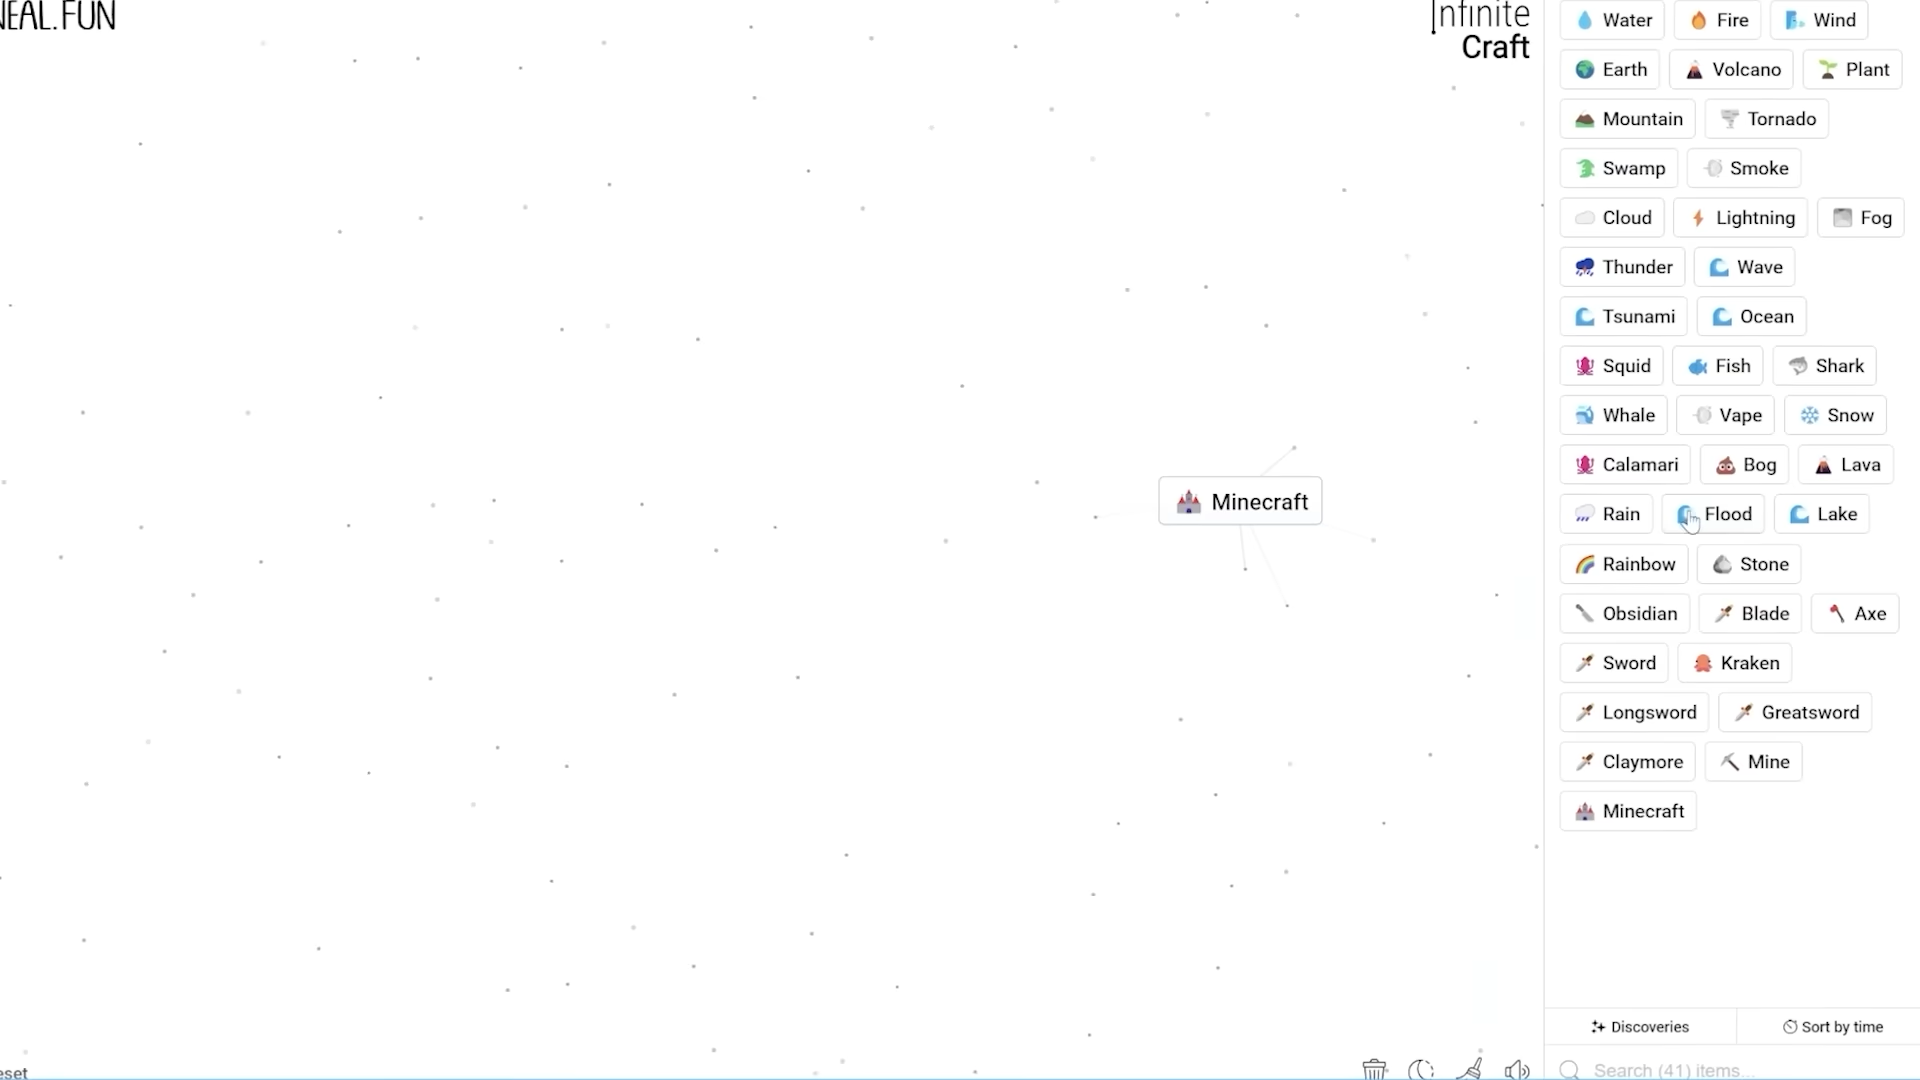 NEAL.FUN
Infinite
Craft
Water Fire Wind
Earth Volcano Plant
Mountain Tornado
Swamp Smoke
Cloud Lightning Fog
Thunder Wave
Tsunami Ocean
Squid Fish Shark
Whale Vape Snow
Calamari Bog Lava
Minecraft
Rain Flood Lake
Rainbow Stone
Obsidian Blade Axe
Sword Kraken
Longsword Greatsword
Claymore Mine
Minecraft
Discoveries Sort by time
eset
Search (41) items...